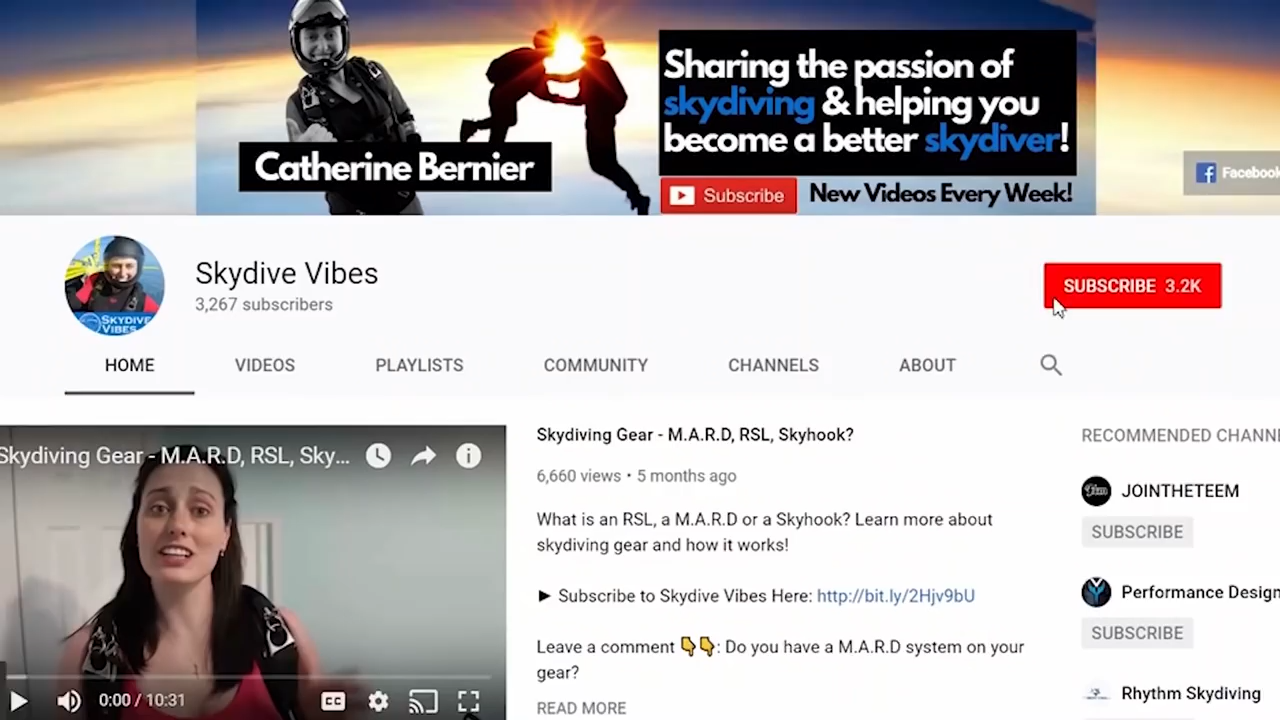 Catherine Bernier
Sharing the passion of
skydiving & helping you
become a better skydiver!
Subscribe
New Videos Every Week!
Facebook
SKYDIVE
VIBES
Skydive Vibes
3,267 subscribers
SUBSCRIBE 3.2K
HOME
VIDEOS
PLAYLISTS
COMMUNITY
CHANNELS
ABOUT
Skydiving Gear - M.A.R.D, RSL, Sky...
0:00 / 10:31
CC
Skydiving Gear - M.A.R.D, RSL, Skyhook?
6,660 views • 5 months ago
What is an RSL, a M.A.R.D or a Skyhook? Learn more about
skydiving gear and how it works!
► Subscribe to Skydive Vibes Here: http://bit.ly/2Hjv9bU
Leave a comment 👇👇: Do you have a M.A.R.D system on your
gear?
READ MORE
RECOMMENDED CHANN
JOINTHETEEM
SUBSCRIBE
Performance Design
SUBSCRIBE
Rhythm Skydiving